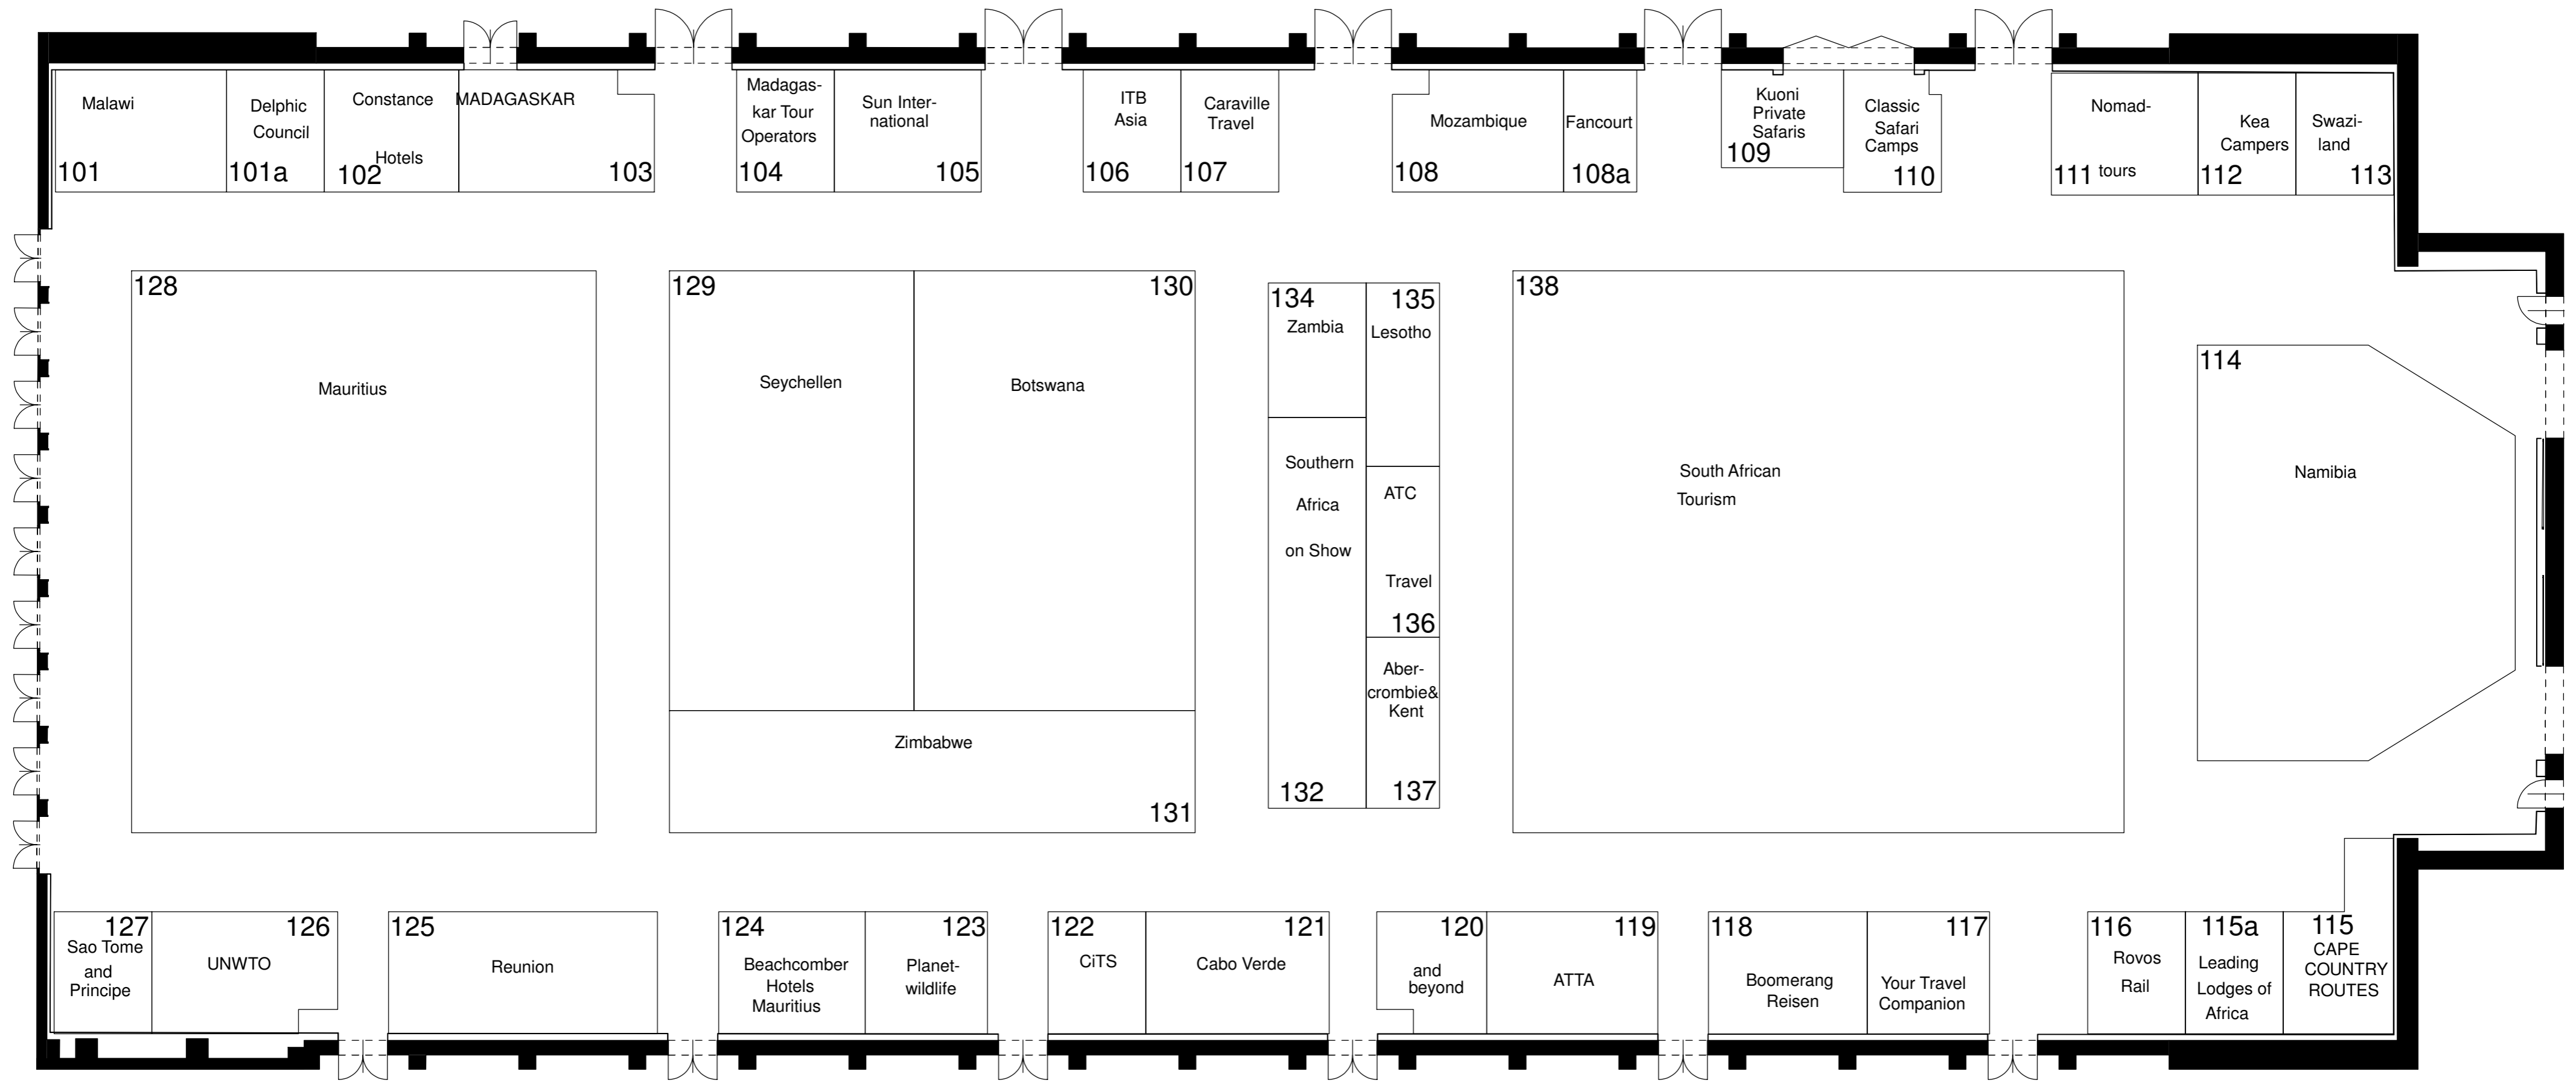 Malawi
101
Delphic
Council
101a
Constance
Hotels
102
MADAGASKAR
103
Madagas-
kar Tour
Operators
104
Sun Inter-
national
105
ITB
Asia
106
Caraville
Travel
107
Mozambique
108
Fancourt
108a
Kuoni
Private
Safaris
109
Classic
Safari
Camps
110
Nomad-
tours
111
Kea
Campers
112
Swazi-
land
113
128
Mauritius
129
Seychellen
130
Botswana
Zimbabwe
131
134
Zambia
135
Lesotho
Southern
Africa
on Show
132
ATC
Travel
136
Aber-
crombie&
Kent
137
138
South African
Tourism
114
Namibia
127
Sao Tome
and
Principe
126
UNWTO
125
Reunion
124
Beachcomber
Hotels
Mauritius
123
Planet-
wildlife
122
CiTS
121
Cabo Verde
120
and
beyond
119
ATTA
118
Boomerang
Reisen
117
Your Travel
Companion
116
Rovos
Rail
115a
Leading
Lodges of
Africa
115
CAPE
COUNTRY
ROUTES